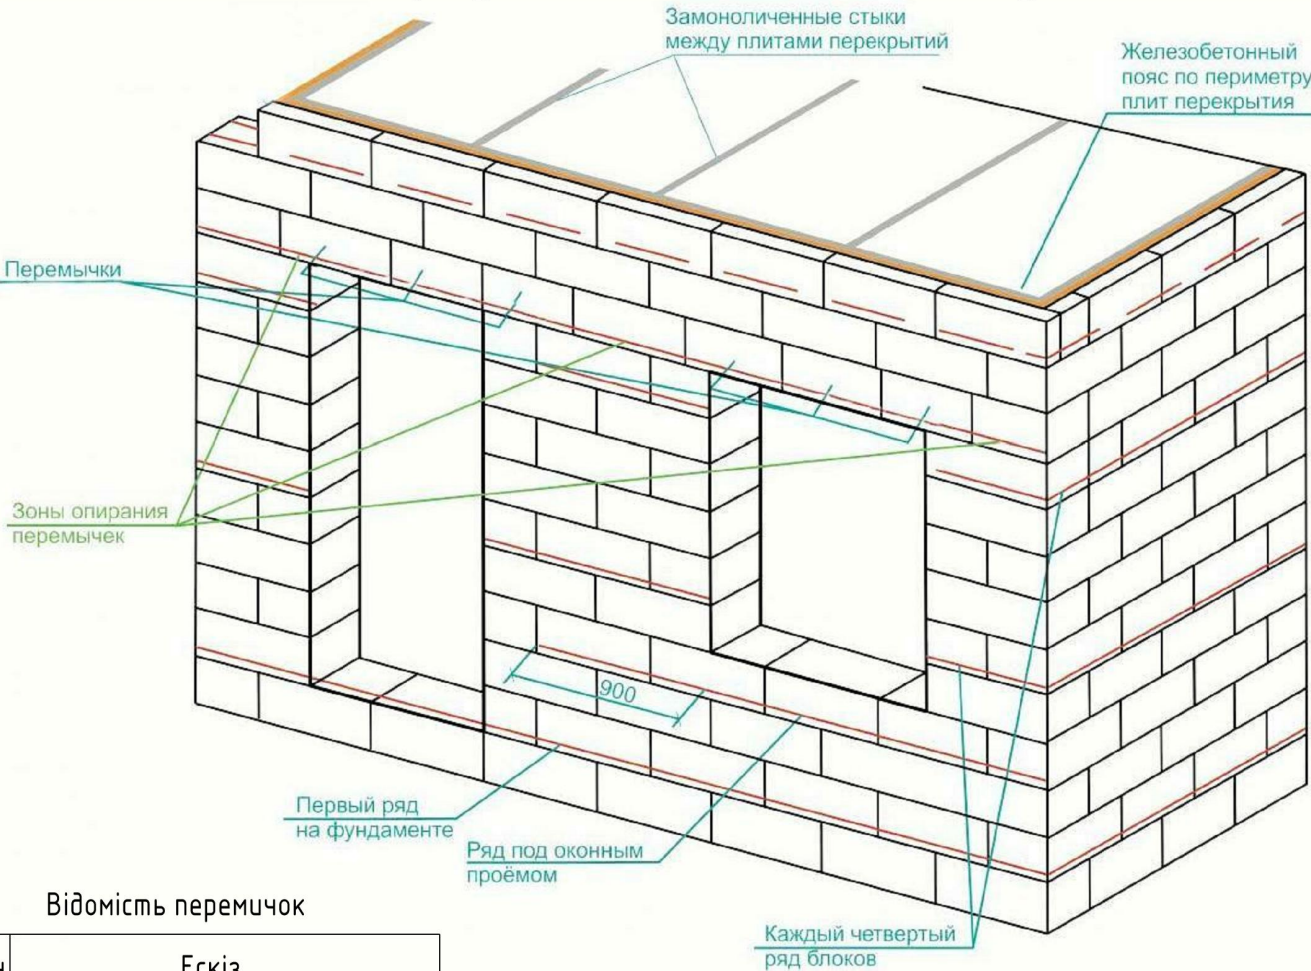 Замоноличенные стыки
между плитами перекрытий
Железобетонный
пояс по периметру
плит перекрытия
Перемычки
Зоны опирания
перемычек
900
Первый ряд
на фундаменте
Ряд под оконным
проёмом
Каждый четвертый
ряд блоков
Відомість перемичок
Ескіз